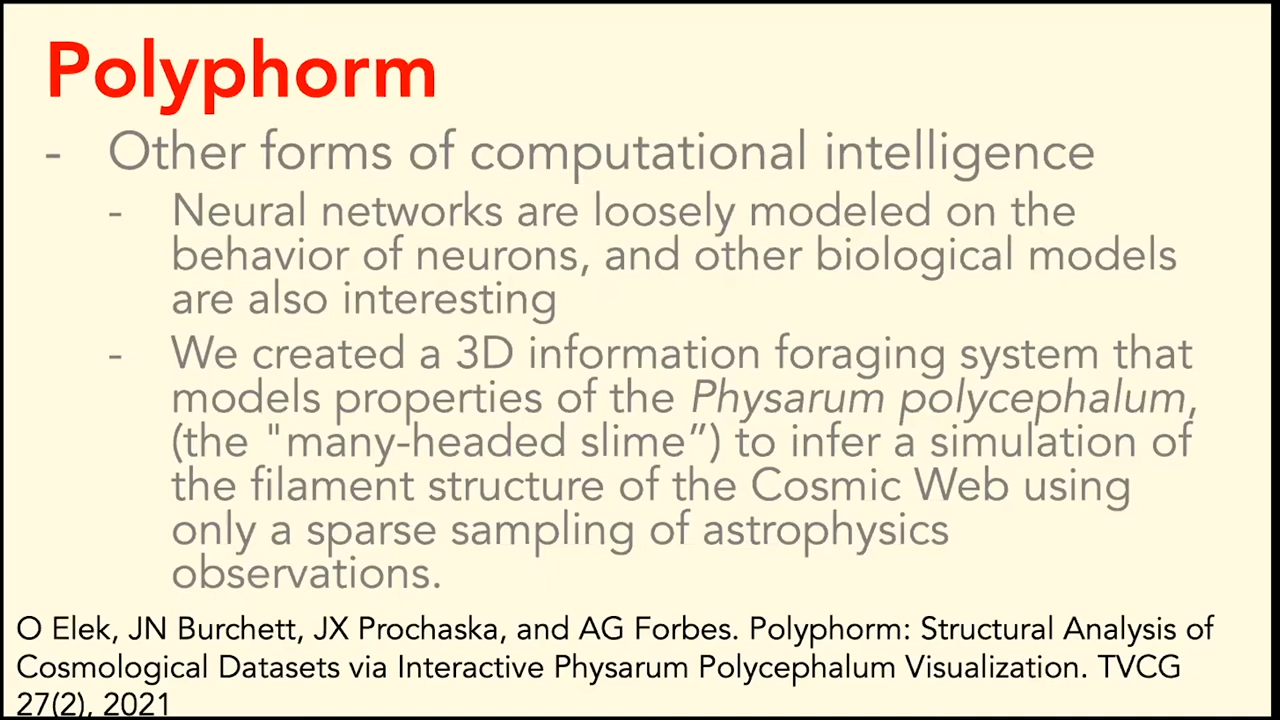 Polyphorm
- Other forms of computational intelligence
- Neural networks are loosely modeled on the
behavior of neurons, and other biological models
are also interesting
- We created a 3D information foraging system that
models properties of the Physarum polycephalum,
(the "many-headed slime”) to infer a simulation of
the filament structure of the Cosmic Web using
only a sparse sampling of astrophysics
observations.
O Elek, JN Burchett, JX Prochaska, and AG Forbes. Polyphorm: Structural Analysis of
Cosmological Datasets via Interactive Physarum Polycephalum Visualization. TVCG
27(2), 2021